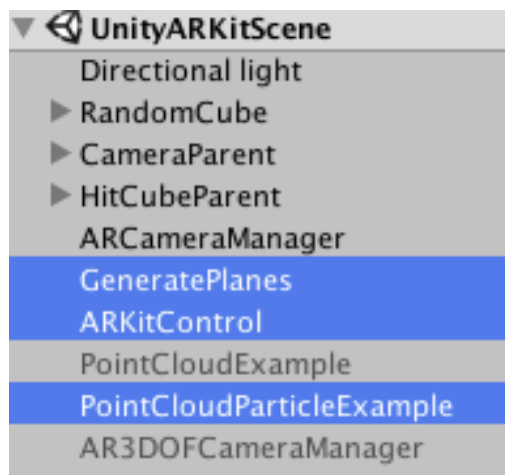 UnityARKitScene
Directional light
RandomCube
CameraParent
HitCubeParent
ARCameraManager
GeneratePlanes
ARKitControl
PointCloudExample
PointCloudParticleExample
AR3DOFCameraManager